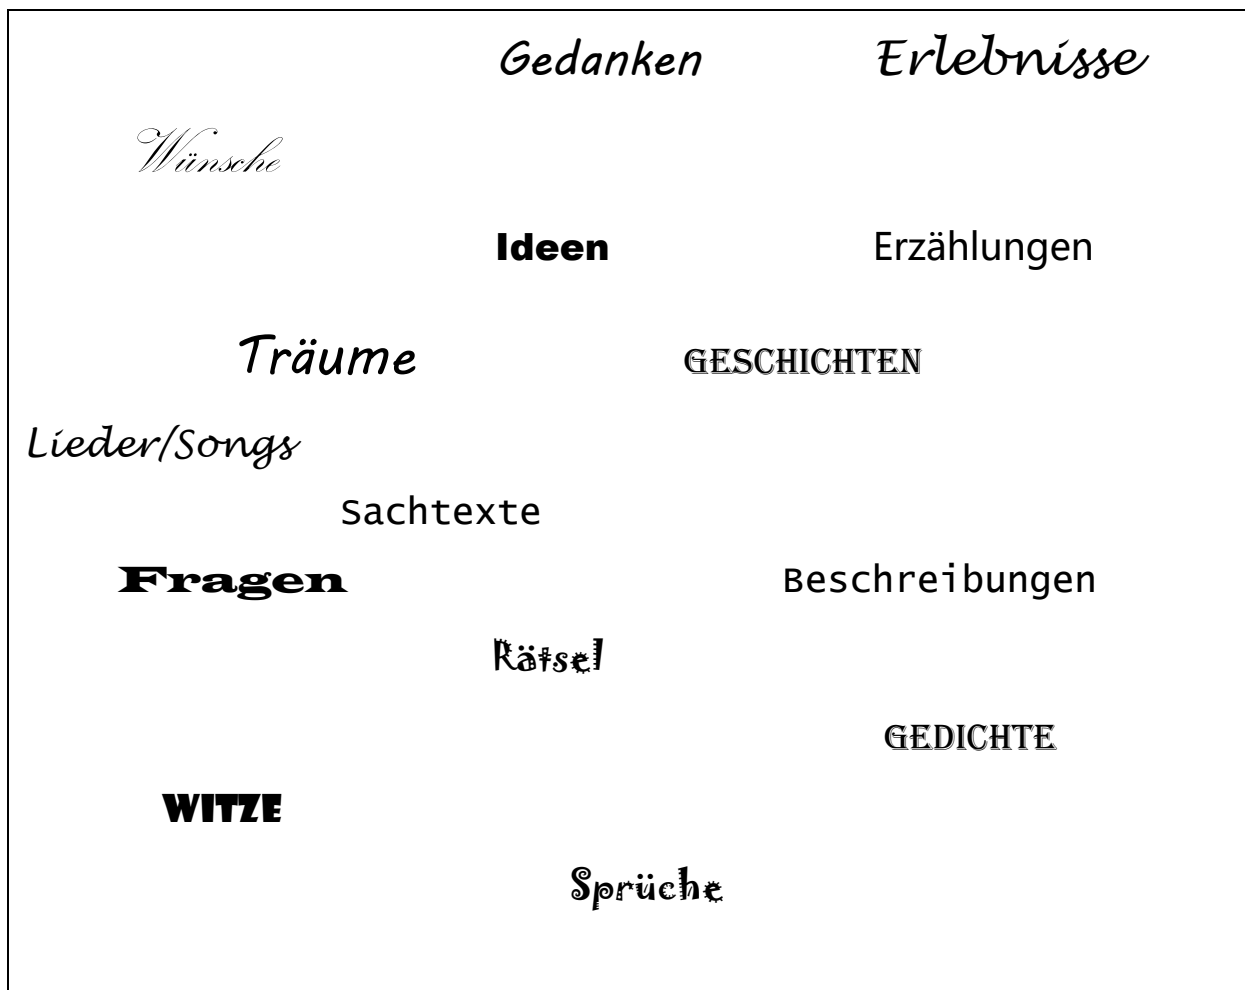 Gedanken Erlebnisse
Wünsche
Ideen Erzählungen
Träume GESCHICHTEN
Lieder/Songs
Sachtexte
Fragen Beschreibungen
Rätsel
GEDICHTE
WITZE
Sprüche